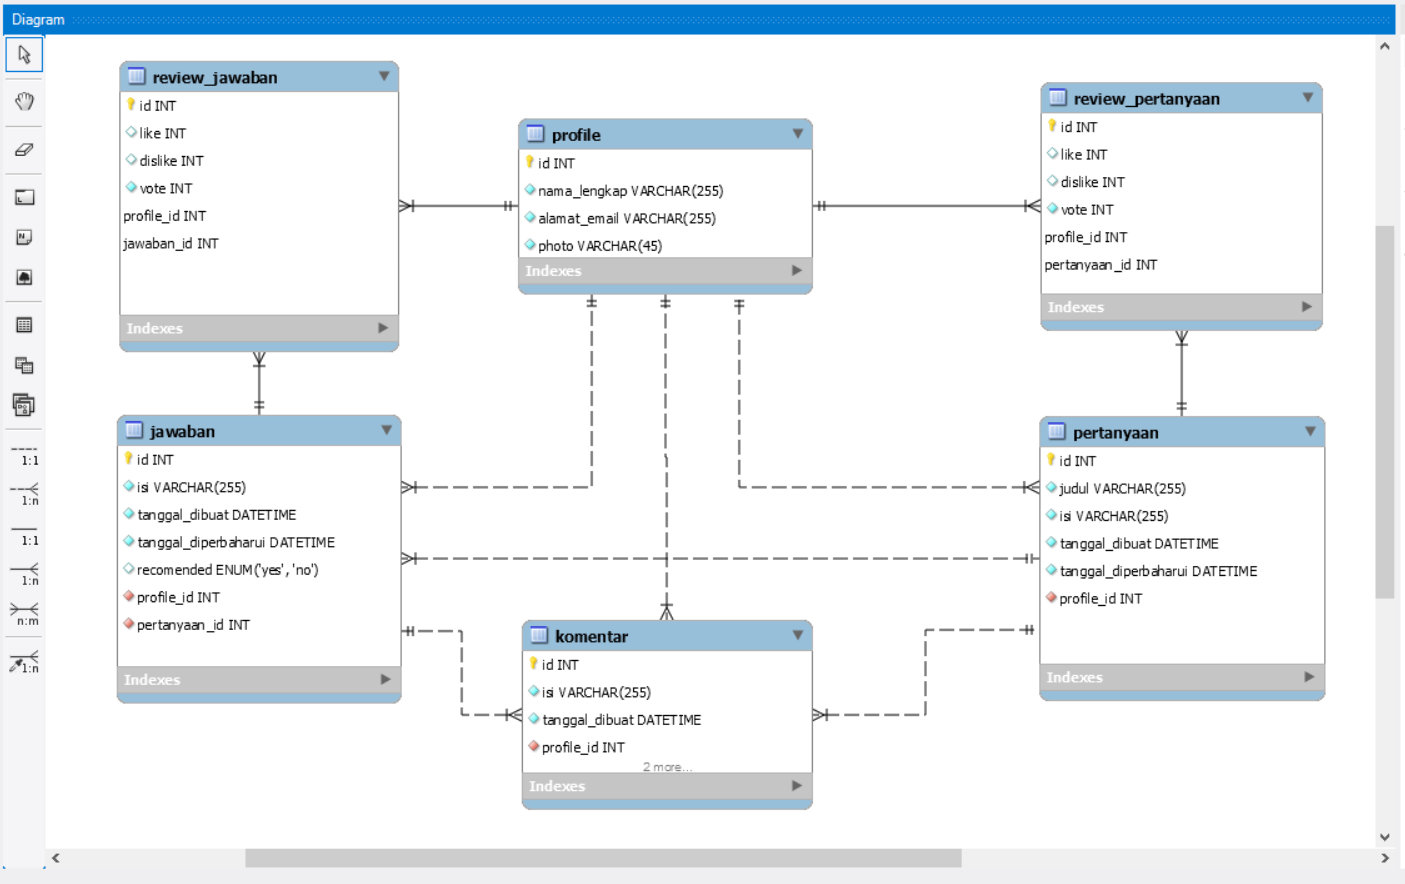 Diagram
review_jawaban
id INT
like INT
dislike INT
vote INT
profile_id INT
jawaban_id INT
Indexes
profile
id INT
nama_lengkap VARCHAR(255)
alamat_email VARCHAR(255)
photo VARCHAR(45)
Indexes
review_pertanyaan
id INT
like INT
dislike INT
vote INT
profile_id INT
pertanyaan_id INT
Indexes
jawaban
id INT
isi VARCHAR(255)
tanggal_dibuat DATETIME
tanggal_diperbaharui DATETIME
recomended ENUM('yes', 'no')
profile_id INT
pertanyaan_id INT
Indexes
komentar
id INT
isi VARCHAR(255)
tanggal_dibuat DATETIME
profile_id INT
2 more...
Indexes
pertanyaan
id INT
judul VARCHAR(255)
isi VARCHAR(255)
tanggal_dibuat DATETIME
tanggal_diperbaharui DATETIME
profile_id INT
Indexes
1:1
1:n
1:1
1:n
n:m
1:n